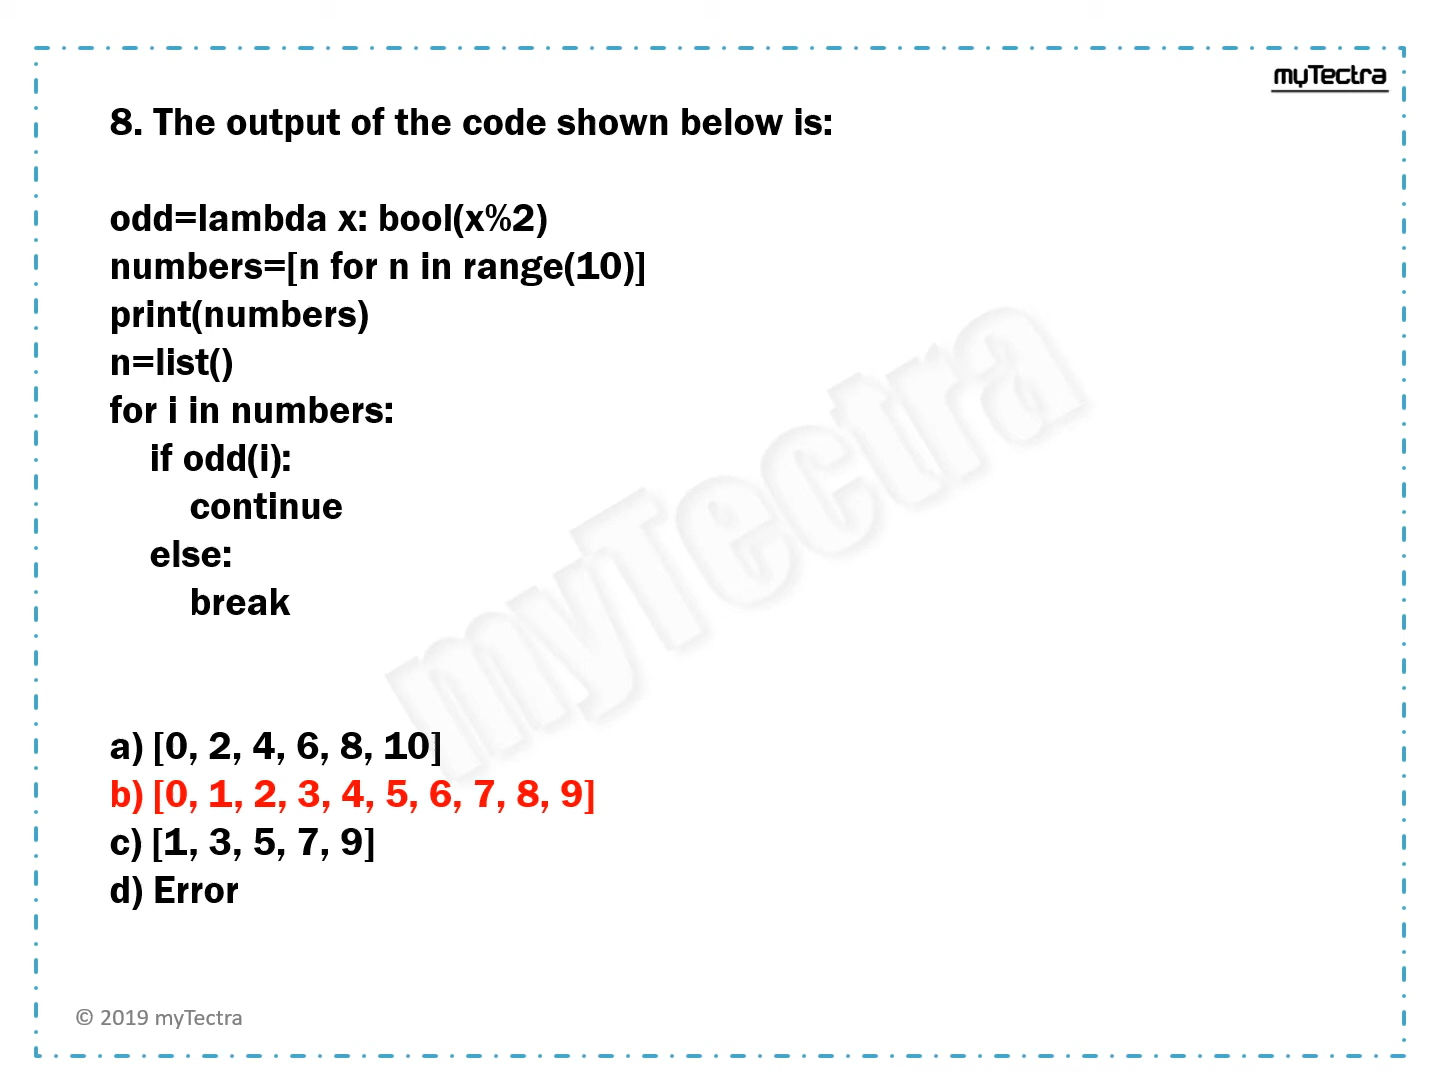 myTectra
8. The output of the code shown below is:
odd=lambda x: bool(x%2)
numbers=[n for n in range(10)]
print(numbers)
n=list()
for i in numbers:
if odd(i):
continue
else:
break
myTectra
a) [0, 2, 4, 6, 8, 10]
b) [0, 1, 2, 3, 4, 5, 6, 7, 8, 9]
c) [1, 3, 5, 7, 9]
d) Error
© 2019 myTectra